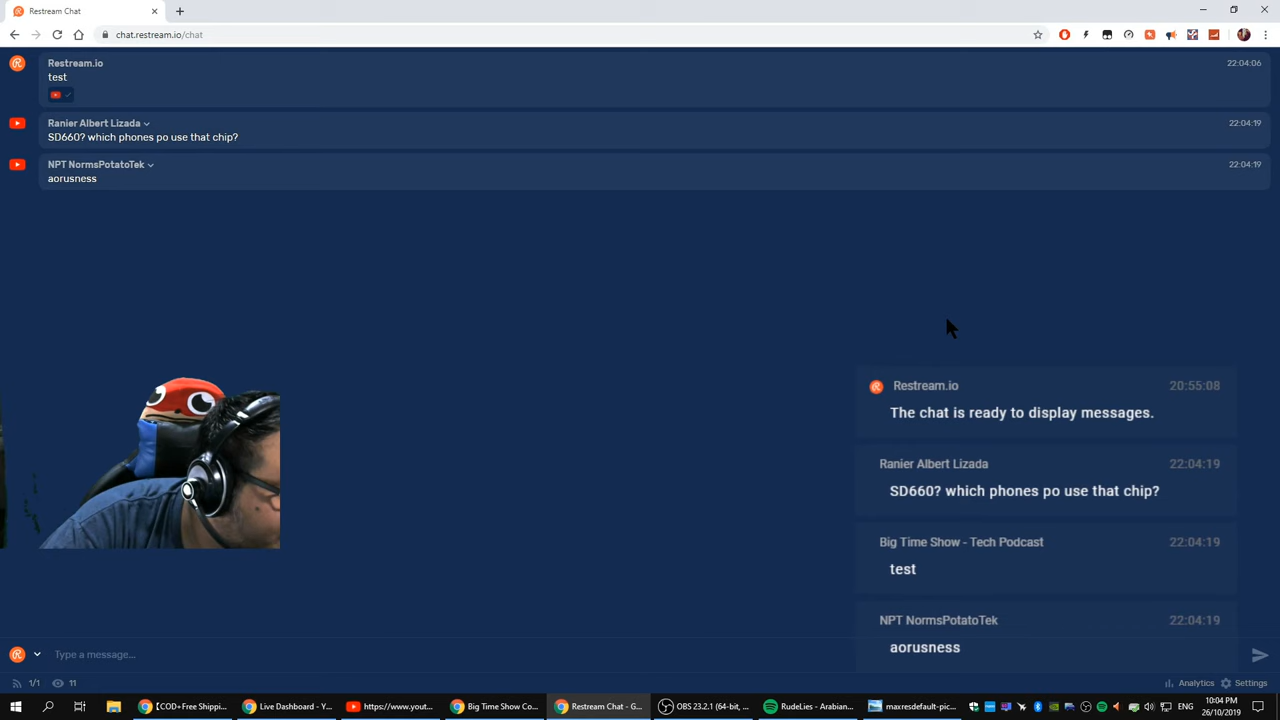 Restream Chat
chat.restream.io/chat
Restream.io
22:04:06
test
Ranier Albert Lizada
22:04:19
SD660? which phones po use that chip?
NPT NormsPotatoTek
22:04:19
aorusness
Restream.io
20:55:08
The chat is ready to display messages.
Ranier Albert Lizada
22:04:19
SD660? which phones po use that chip?
Big Time Show - Tech Podcast
22:04:19
test
NPT NormsPotatoTek
22:04:19
aorusness
Type a message...
1/1
11
Analytics
Settings
【COD+Free Shippi...
Live Dashboard - Y...
https://www.yout...
Big Time Show Co...
Restream Chat - G...
OBS 23.2.1 (64-bit, ...
RudeLies - Arabian...
maxresdefault-pic...
ENG
10:04 PM
26/10/2019